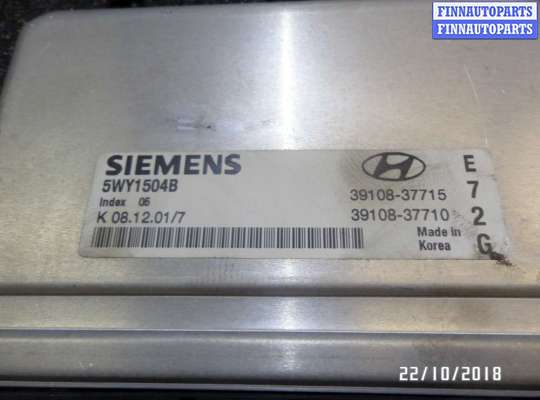 FINNAUTOPARTS
FINNAUTOPARTS
SIEMENS
5WY1504B
Index 06
K 08.12.01/7
39108-37715
39108-37710
Made in
Korea
E
7
2
G
22/10/2018